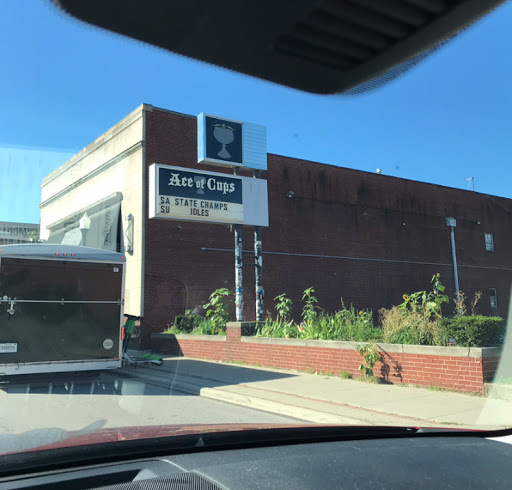 Ace of Cups
SA STATE CHAMPS
SU IDLES